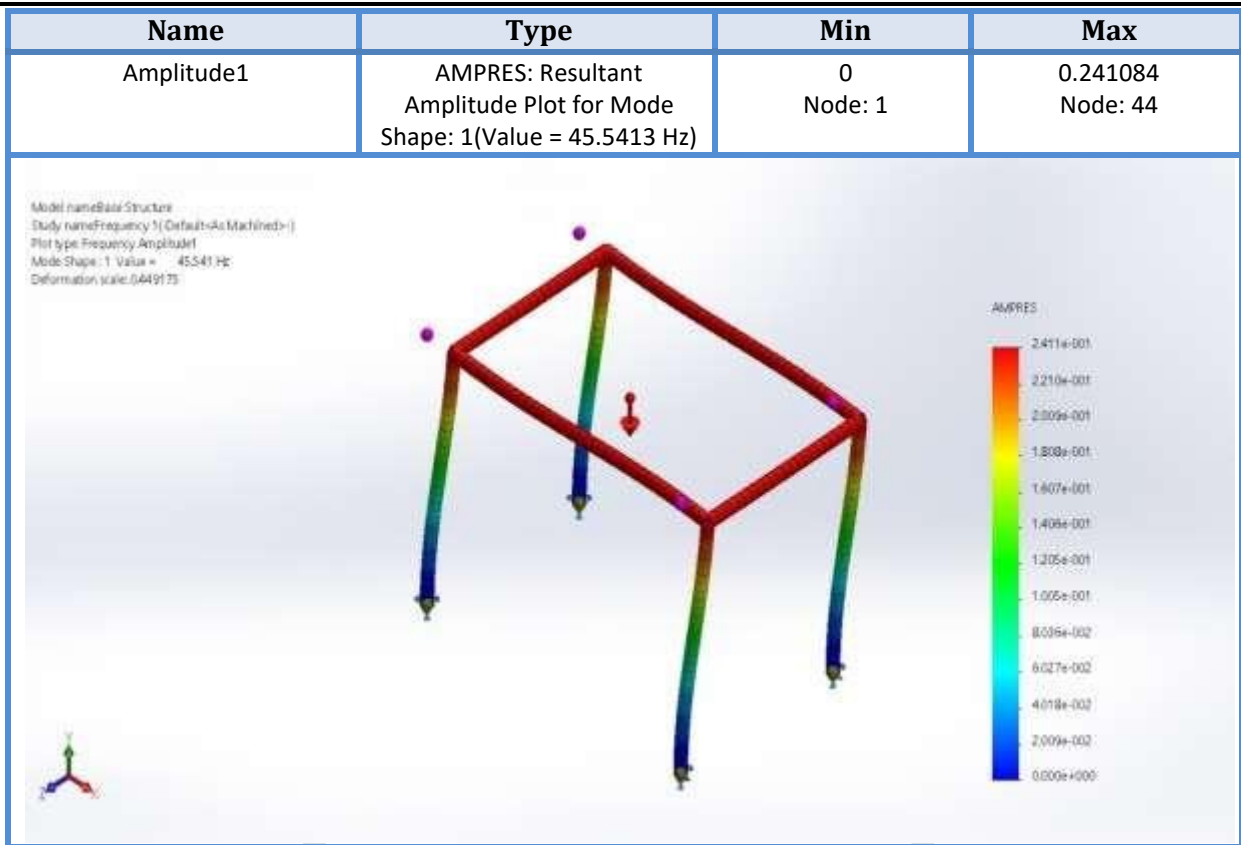 Name Type Min Max
Amplitude1 AMPRES: Resultant 0 0.241084
Amplitude Plot for Mode Node: 1 Node: 44
Shape: 1(Value = 45.5413 Hz)
Model name:Base Structure
Study name:Frequency 1(-Default<As Machined>-)
Plot type: Frequency Amplitude1
Mode Shape : 1 Value = 45.541 Hz
Deformation scale: 0.449175
AMPRES
2.411e-001
2.210e-001
2.009e-001
1.808e-001
1.607e-001
1.406e-001
1.205e-001
1.005e-001
8.036e-002
6.027e-002
4.018e-002
2.009e-002
0.000e+000
Y
Z
X